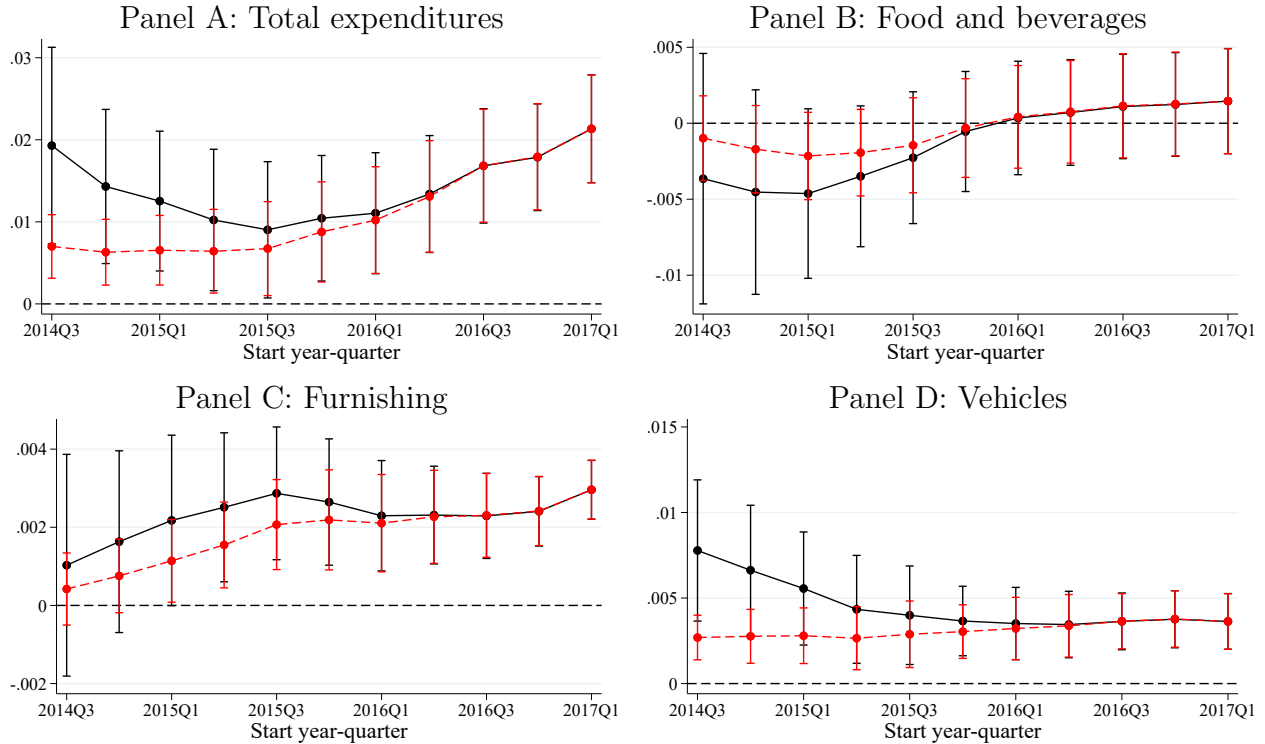 Panel A: Total expenditures
.03
.02
.01
0
2014Q3 2015Q1 2015Q3 2016Q1 2016Q3 2017Q1
Start year-quarter
Panel B: Food and beverages
.005
0
-.005
-.01
2014Q3 2015Q1 2015Q3 2016Q1 2016Q3 2017Q1
Start year-quarter
Panel C: Furnishing
.004
.002
0
-.002
2014Q3 2015Q1 2015Q3 2016Q1 2016Q3 2017Q1
Start year-quarter
Panel D: Vehicles
.015
.01
.005
0
2014Q3 2015Q1 2015Q3 2016Q1 2016Q3 2017Q1
Start year-quarter